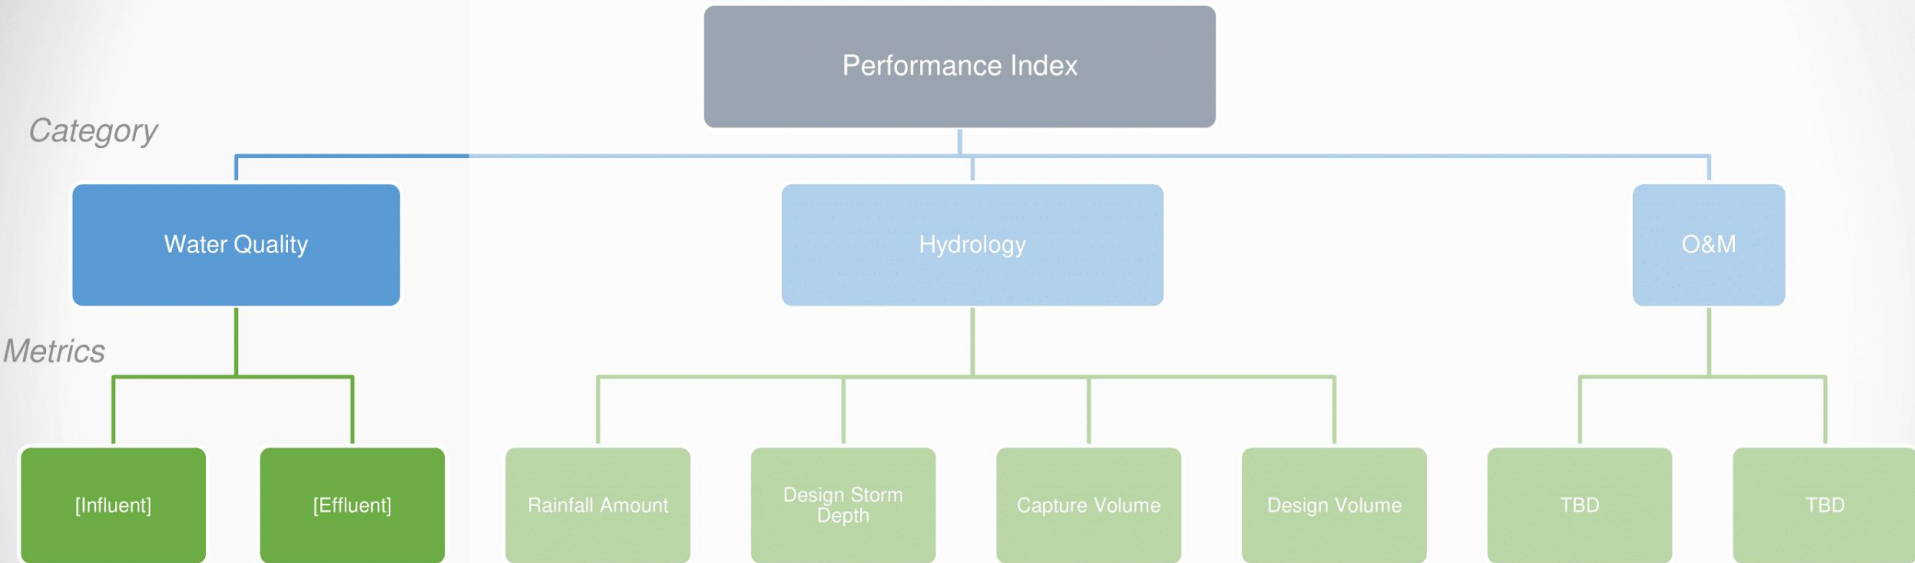 Performance Index
Category
Water Quality
Hydrology
O&M
Metrics
[Influent]
[Effluent]
Rainfall Amount
Design Storm
Depth
Capture Volume
Design Volume
TBD
TBD